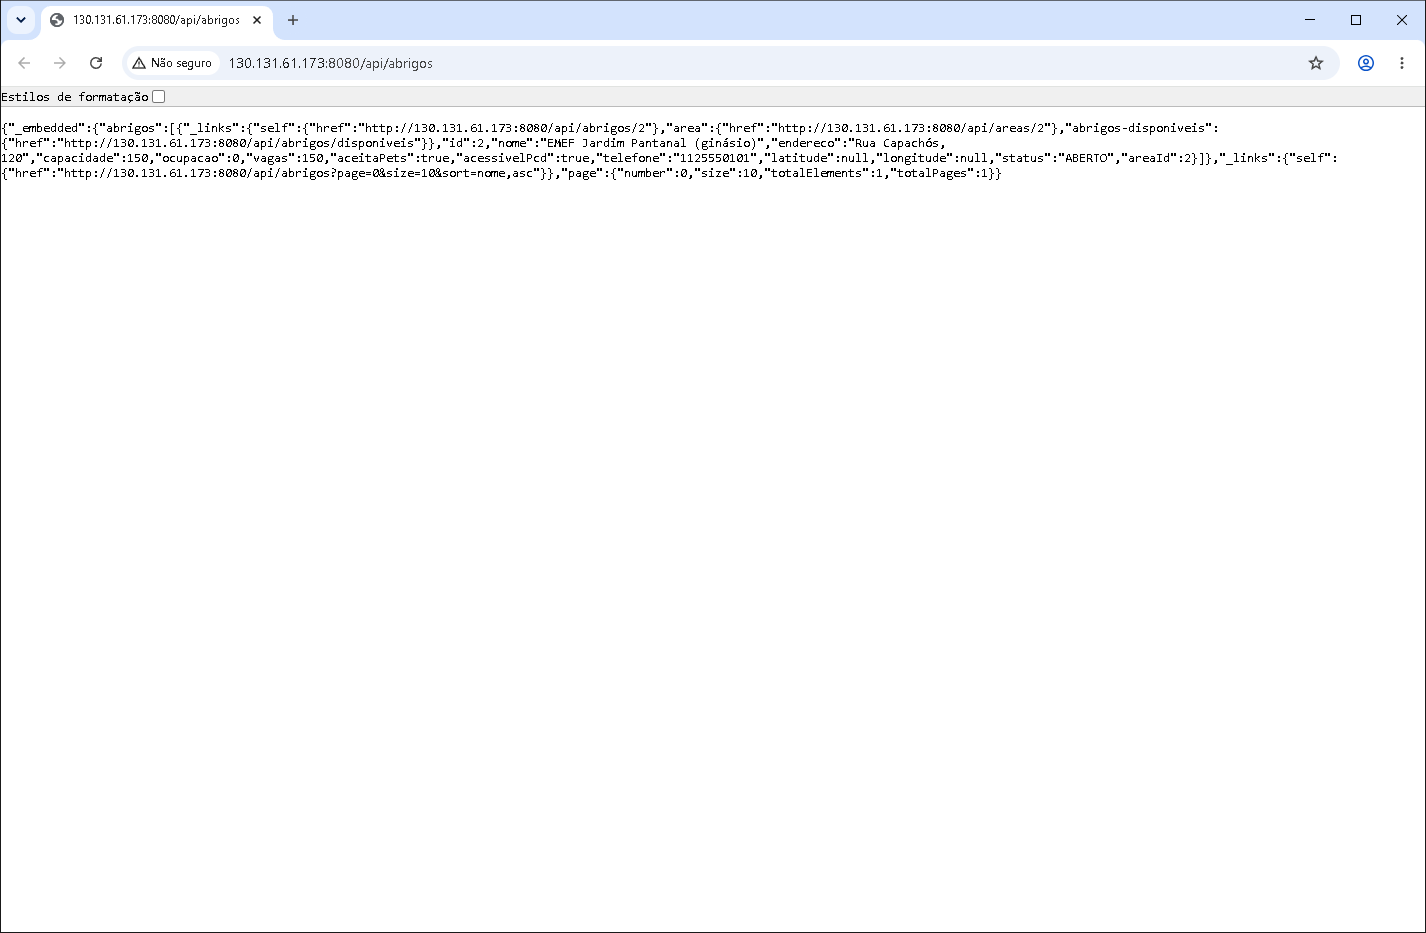 130.131.61.173:8080/api/abrigos
Não seguro
130.131.61.173:8080/api/abrigos
Estilos de formatação
{"_embedded":{"abrigos":[{"_links":{"self":{"href":"http://130.131.61.173:8080/api/abrigos/2"},"area":{"href":"http://130.131.61.173:8080/api/areas/2"},"abrigos-disponiveis":
{"href":"http://130.131.61.173:8080/api/abrigos/disponiveis"}},"id":2,"nome":"EMEF Jardim Pantanal (ginásio)","endereco":"Rua Capachós,
120","capacidade":150,"ocupacao":0,"vagas":150,"aceitaPets":true,"acessivelPcd":true,"telefone":"1125550101","latitude":null,"longitude":null,"status":"ABERTO","areaId":2}]},"_links":{"self":
{"href":"http://130.131.61.173:8080/api/abrigos?page=0&size=10&sort=nome,asc"}},"page":{"number":0,"size":10,"totalElements":1,"totalPages":1}}